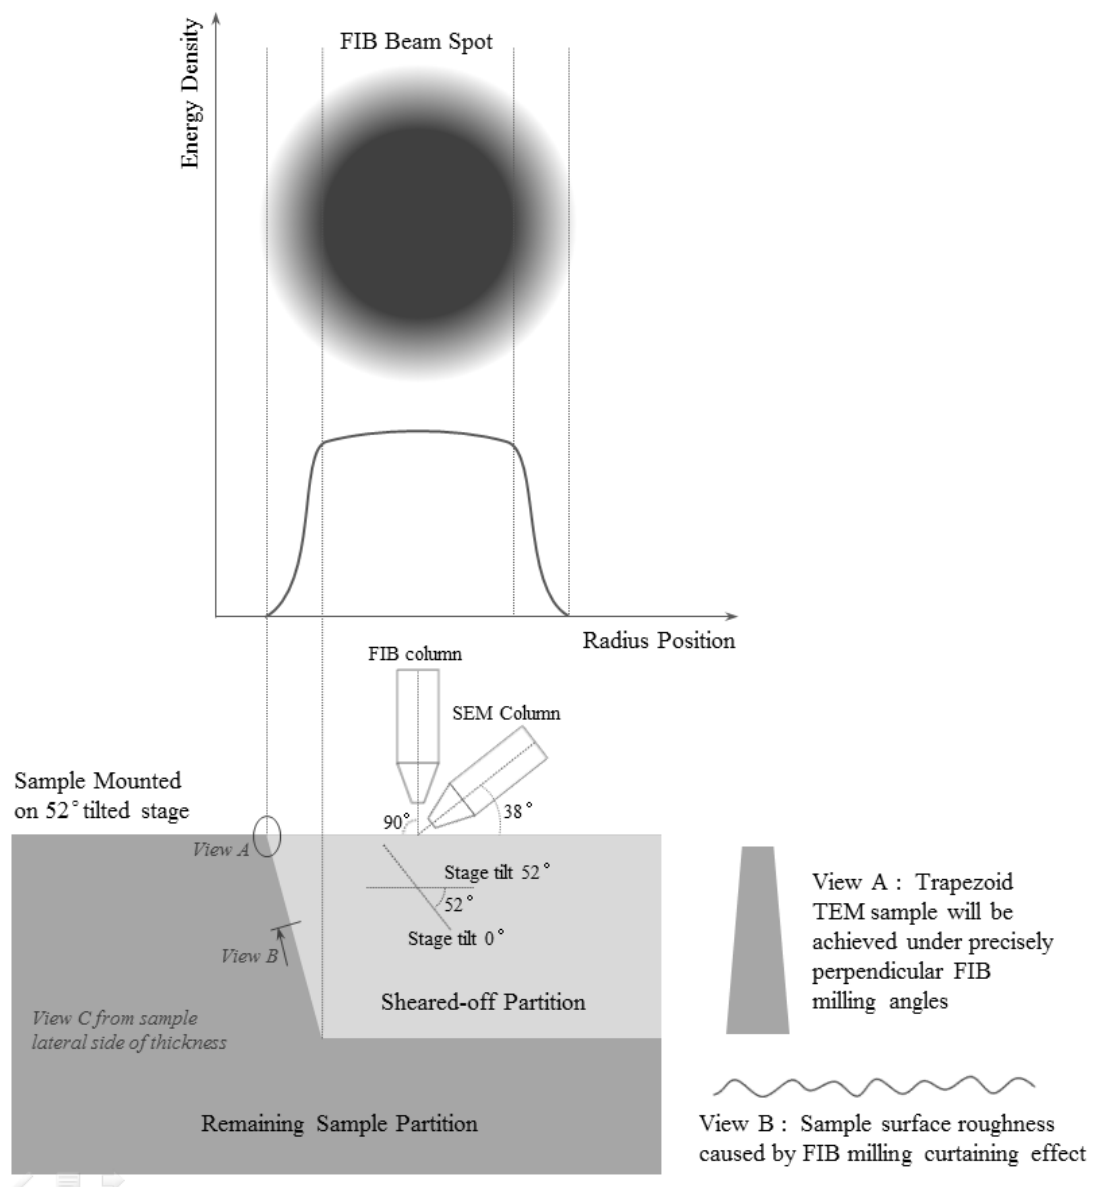 Energy Density
FIB Beam Spot
Radius Position
FIB column
SEM Column
Sample Mounted
on 52° tilted stage
90°
38°
View A
Stage tilt 52°
52°
Stage tilt 0°
View B
Sheared-off Partition
View C from sample
lateral side of thickness
Remaining Sample Partition
View A : Trapezoid
TEM sample will be
achieved under precisely
perpendicular FIB
milling angles
View B : Sample surface roughness
caused by FIB milling curtaining effect